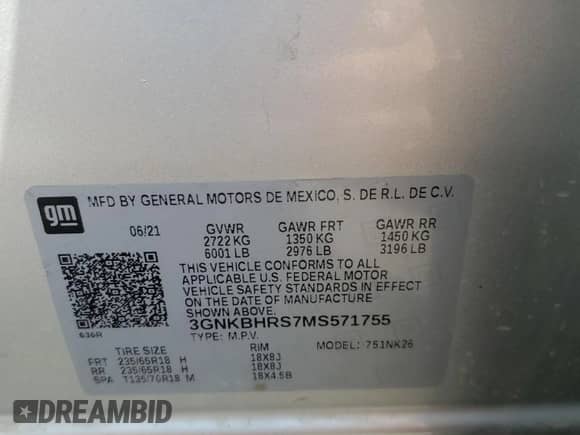 gm
MFD BY GENERAL MOTORS DE MEXICO, S. DE R.L. DE C.V.
06/21 GVWR GAWR FRT GAWR RR
2722 KG 1350 KG 1450 KG
6001 LB 2976 LB 3196 LB
THIS VEHICLE CONFORMS TO ALL
APPLICABLE U.S. FEDERAL MOTOR
VEHICLE SAFETY STANDARDS IN EFFECT
ON THE DATE OF MANUFACTURE
SHOWN ABOVE.
3GNKBHRS7MS571755
TYPE: M.P.V. MODEL: 751NK26
636R
TIRE SIZE RIM
FRT 235/65R18 H 18X8J
RR 235/65R18 H 18X8J
SPA T135/70R18 M 18X4.5B
DREAMBID